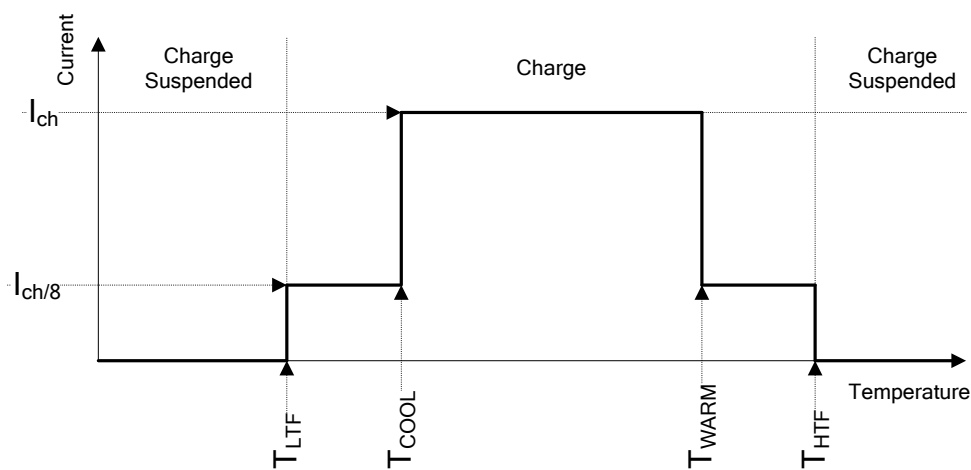 Current
Charge
Suspended
Charge
Charge
Suspended
Ich
Ich/8
Temperature
TLTF
TCOOL
TWARM
THTF